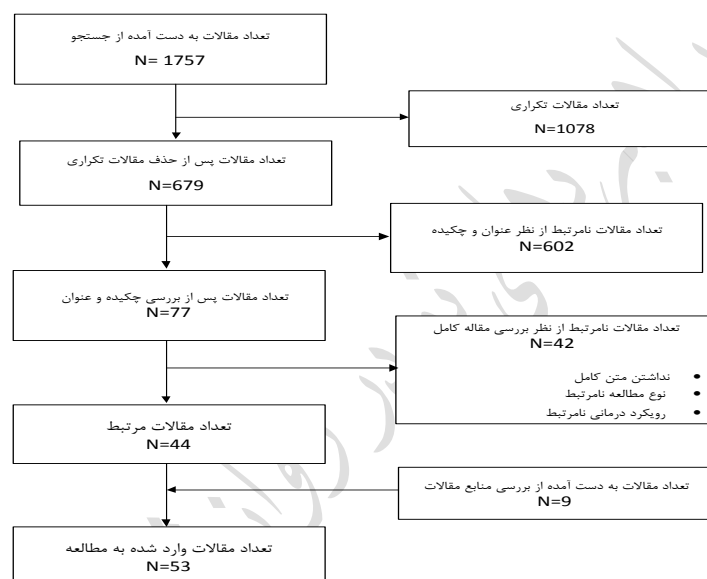 تعداد مقالات به دست آمده از جستجو
N= 1757
تعداد مقالات تکراری
N=1078
تعداد مقالات پس از حذف مقالات تکراری
N=679
تعداد مقالات نامرتبط از نظر عنوان و چکیده
N=602
تعداد مقالات پس از بررسی چکیده و عنوان
N=77
تعداد مقالات نامرتبط از نظر بررسی مقاله کامل
N=42
• نداشتن متن کامل
• نوع مطالعه نامرتبط
• رویکرد درمانی نامرتبط
تعداد مقالات مرتبط
N=44
تعداد مقالات به دست آمده از بررسی منابع مقالات
N=9
تعداد مقالات وارد شده به مطالعه
N=53